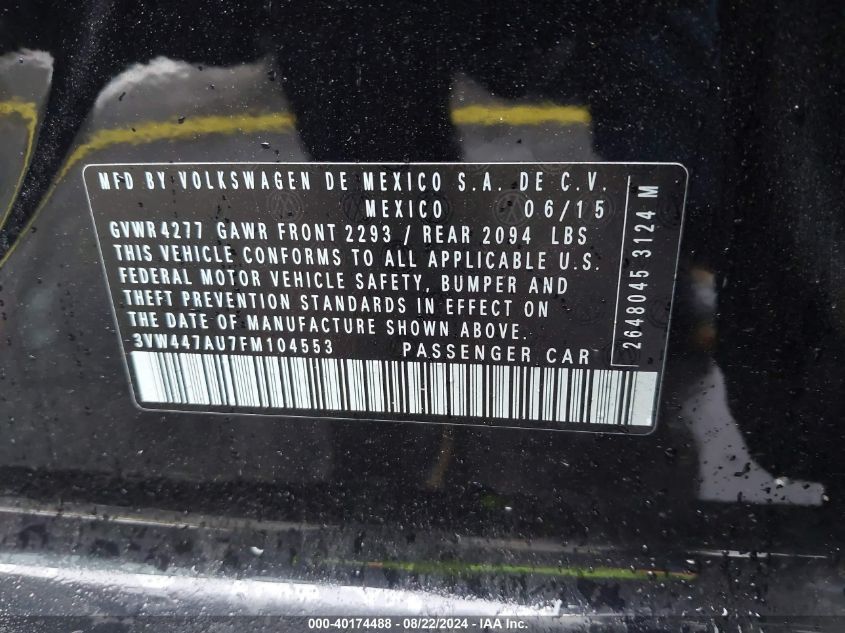 MFD BY VOLKSWAGEN DE MEXICO S.A. DE C.V.
MEXICO 06/15
GVWR4277 GAWR FRONT 2293 / REAR 2094 LBS
THIS VEHICLE CONFORMS TO ALL APPLICABLE U.S.
FEDERAL MOTOR VEHICLE SAFETY, BUMPER AND
THEFT PREVENTION STANDARDS IN EFFECT ON
THE DATE OF MANUFACTURE SHOWN ABOVE.
3VW447AU7FM104553 PASSENGER CAR
2648045 3124 M
000-40174488 - 08/22/2024 - IAA Inc.